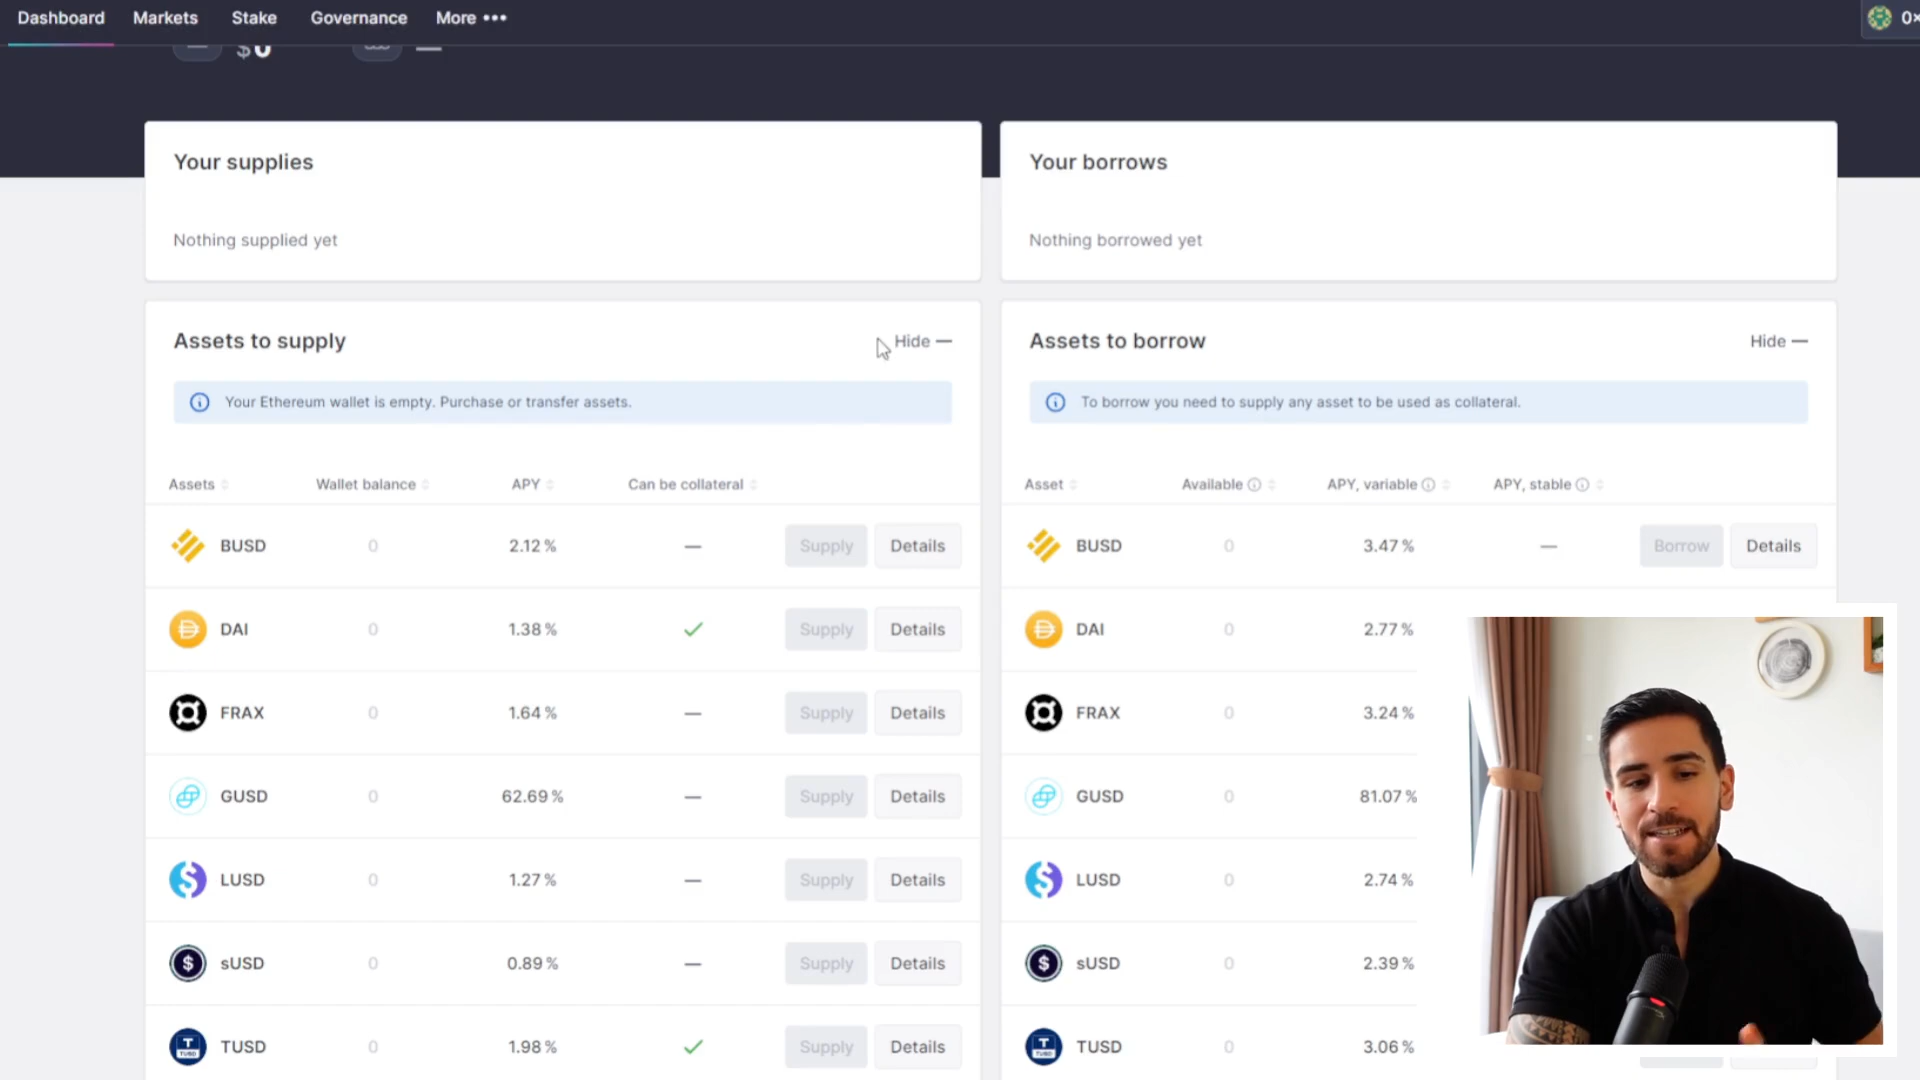 Dashboard Markets Stake Governance More •••
0×
$0
Your supplies
Nothing supplied yet
Your borrows
Nothing borrowed yet
Assets to supply
Hide —
Your Ethereum wallet is empty. Purchase or transfer assets.
Assets Wallet balance APY Can be collateral
BUSD 0 2.12 % — Supply Details
DAI 0 1.38 % ✓ Supply Details
FRAX 0 1.64 % — Supply Details
GUSD 0 62.69 % — Supply Details
LUSD 0 1.27 % — Supply Details
sUSD 0 0.89 % — Supply Details
TUSD 0 1.98 % ✓ Supply Details
Assets to borrow
Hide —
To borrow you need to supply any asset to be used as collateral.
Asset Available APY, variable APY, stable
BUSD 0 3.47 % — Borrow Details
DAI 0 2.77 %
FRAX 0 3.24 %
GUSD 0 81.07 %
LUSD 0 2.74 %
sUSD 0 2.39 %
TUSD 0 3.06 %